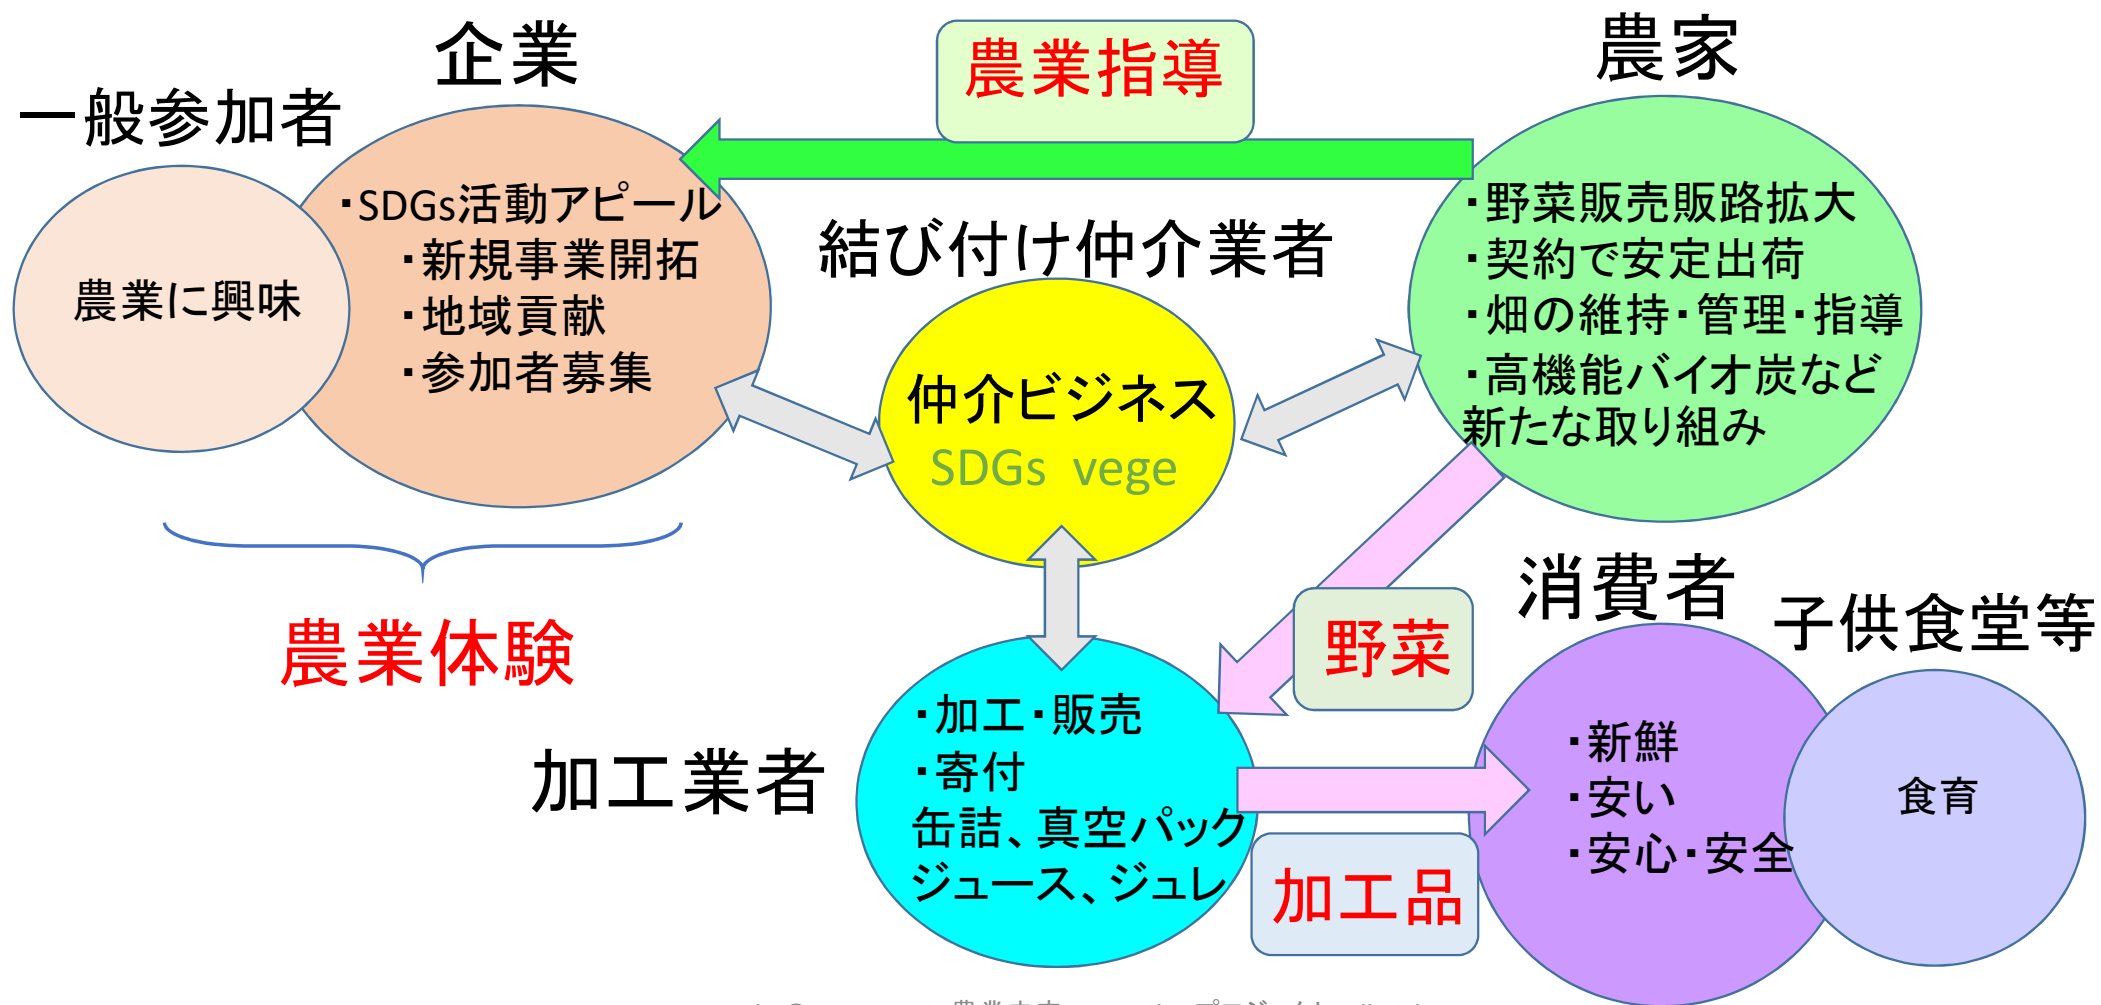 企業
農業指導
農家
一般参加者
・SDGs活動アピール
・新規事業開拓
・地域貢献
・参加者募集
農業に興味
結び付け仲介業者
・野菜販売販路拡大
・契約で安定出荷
・畑の維持・管理・指導
・高機能バイオ炭など
新たな取り組み
仲介ビジネス
SDGs vege
農業体験
野菜
消費者
子供食堂等
加工業者
・加工・販売
・寄付
缶詰、真空パック
ジュース、ジュレ
・新鮮
・安い
・安心・安全
食育
加工品